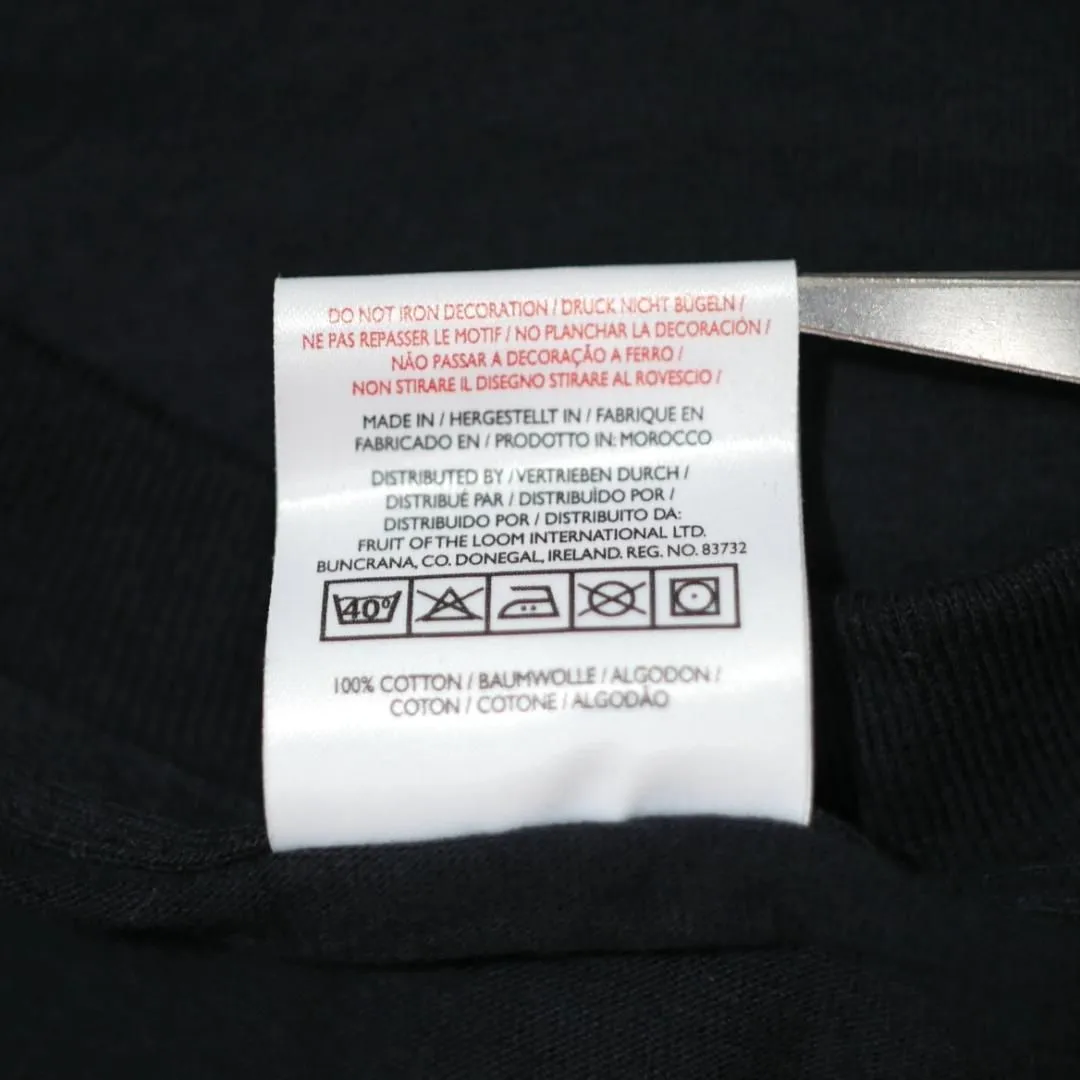 DO NOT IRON DECORATION / DRUCK NICHT BÜGELN /
NE PAS REPASSER LE MOTIF / NO PLANCHAR LA DECORACIÓN /
NÃO PASSAR A DECORAÇÃO A FERRO /
NON STIRARE IL DISEGNO STIRARE AL ROVESCIO /
MADE IN / HERGESTELLT IN / FABRIQUE EN
FABRICADO EN / PRODOTTO IN: MOROCCO
DISTRIBUTED BY / VERTRIEBEN DURCH /
DISTRIBUÉ PAR / DISTRIBUÌDO POR /
DISTRIBUIDO POR / DISTRIBUITO DA:
FRUIT OF THE LOOM INTERNATIONAL LTD.
BUNCRANA, CO. DONEGAL, IRELAND. REG. NO. 83732
40°
100% COTTON / BAUMWOLLE / ALGODON /
COTON / COTONE / ALGODÃO